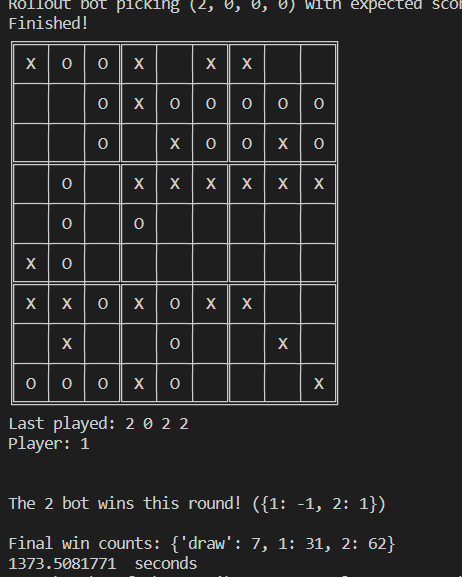 Rollout bot picking (2, 0, 0, 0) with expected scor
Finished!
X O O X X X
O X O O O O O
O X O O X O
O X X X X X X
O O
X O
X X O X O X X
X O X
O O O X O X
Last played: 2 0 2 2
Player: 1
The 2 bot wins this round! ({1: -1, 2: 1})
Final win counts: {'draw': 7, 1: 31, 2: 62}
1373.5081771 seconds